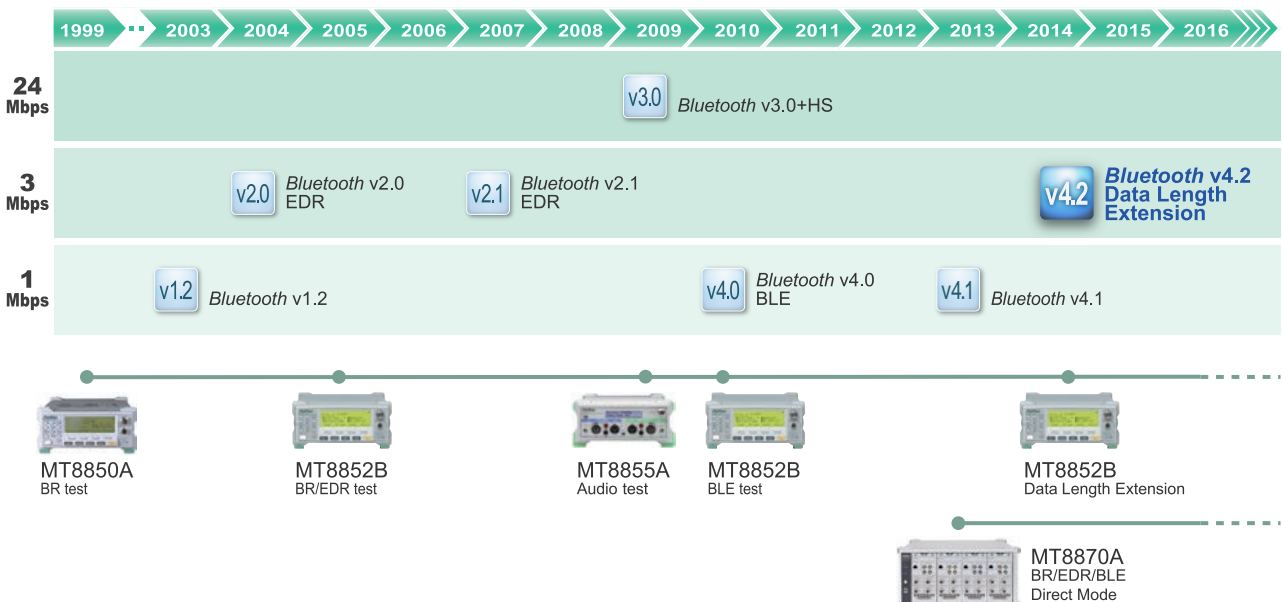 1999 2003 2004 2005 2006 2007 2008 2009 2010 2011 2012 2013 2014 2015 2016
24
Mbps
v3.0
Bluetooth v3.0+HS
3
Mbps
v2.0
Bluetooth v2.0
EDR
v2.1
Bluetooth v2.1
EDR
v4.2
Bluetooth v4.2
Data Length
Extension
1
Mbps
v1.2
Bluetooth v1.2
v4.0
Bluetooth v4.0
BLE
v4.1
Bluetooth v4.1
MT8850A
BR test
MT8852B
BR/EDR test
MT8855A
Audio test
MT8852B
BLE test
MT8852B
Data Length Extension
MT8870A
BR/EDR/BLE
Direct Mode